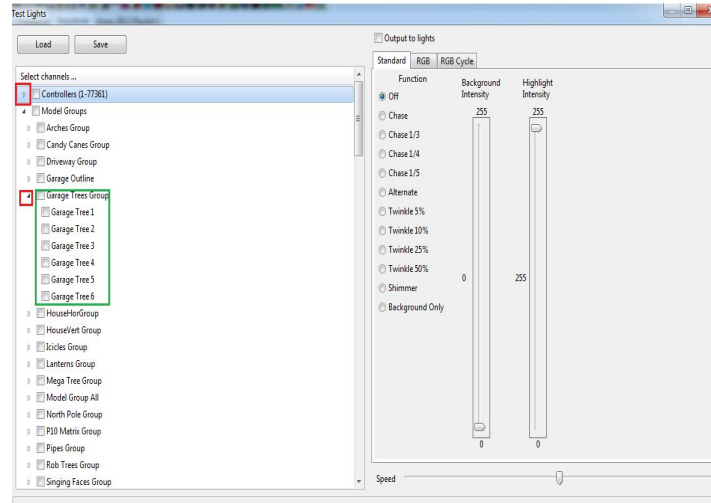 Test Lights
Load
Save
Select channels ...
Controllers (1-77361)
Model Groups
Arches Group
Candy Canes Group
Driveway Group
Garage Outline
Garage Trees Group
Garage Tree 1
Garage Tree 2
Garage Tree 3
Garage Tree 4
Garage Tree 5
Garage Tree 6
HouseHorGroup
HouseVert Group
Icicles Group
Lanterns Group
Mega Tree Group
Model Group All
North Pole Group
P10 Matrix Group
Pipes Group
Rob Trees Group
Singing Faces Group
Output to lights
Standard RGB RGB Cycle
Function
Off
Chase
Chase 1/3
Chase 1/4
Chase 1/5
Alternate
Twinkle 5%
Twinkle 10%
Twinkle 25%
Twinkle 50%
Shimmer
Background Only
Background
Intensity
255
0
0
Highlight
Intensity
255
255
0
Speed